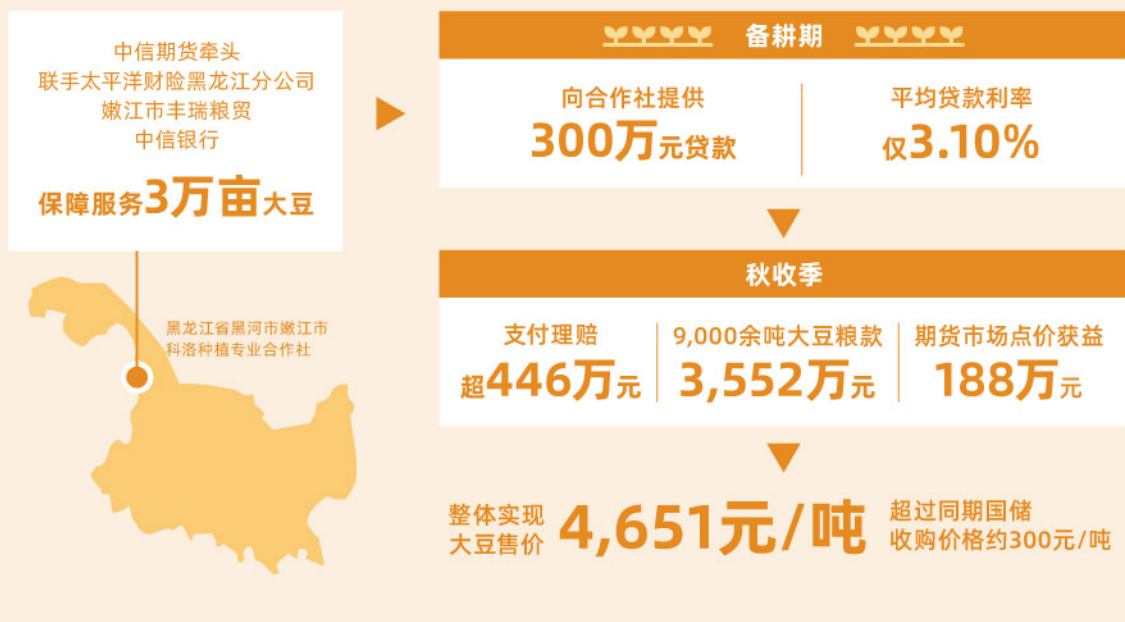 中信期货牵头
联手太平洋财险黑龙江分公司
嫩江市丰瑞粮贸
中信银行
保障服务3万亩大豆
黑龙江省黑河市嫩江市
科洛种植专业合作社
备耕期
向合作社提供
300万元贷款
平均贷款利率
仅3.10%
秋收季
支付理赔
超446万元
9,000余吨大豆粮款
3,552万元
期货市场点价获益
188万元
整体实现
大豆售价
4,651元/吨
超过同期国储
收购价格约300元/吨